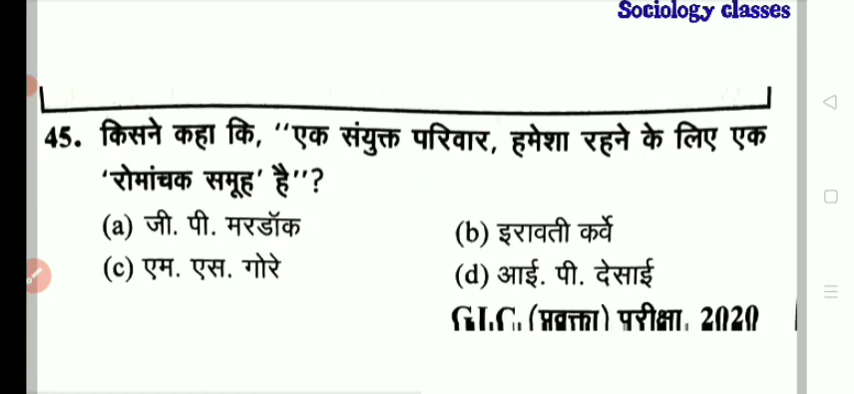 Sociology classes
45. किसने कहा कि, ‘‘एक संयुक्त परिवार, हमेशा रहने के लिए एक
‘रोमांचक समूह’ है’’?
(a) जी. पी. मरडॉक
(b) इरावती कर्वे
(c) एम. एस. गोरे
(d) आई. पी. देसाई
G.I.C. (प्रवक्ता) परीक्षा, 2020